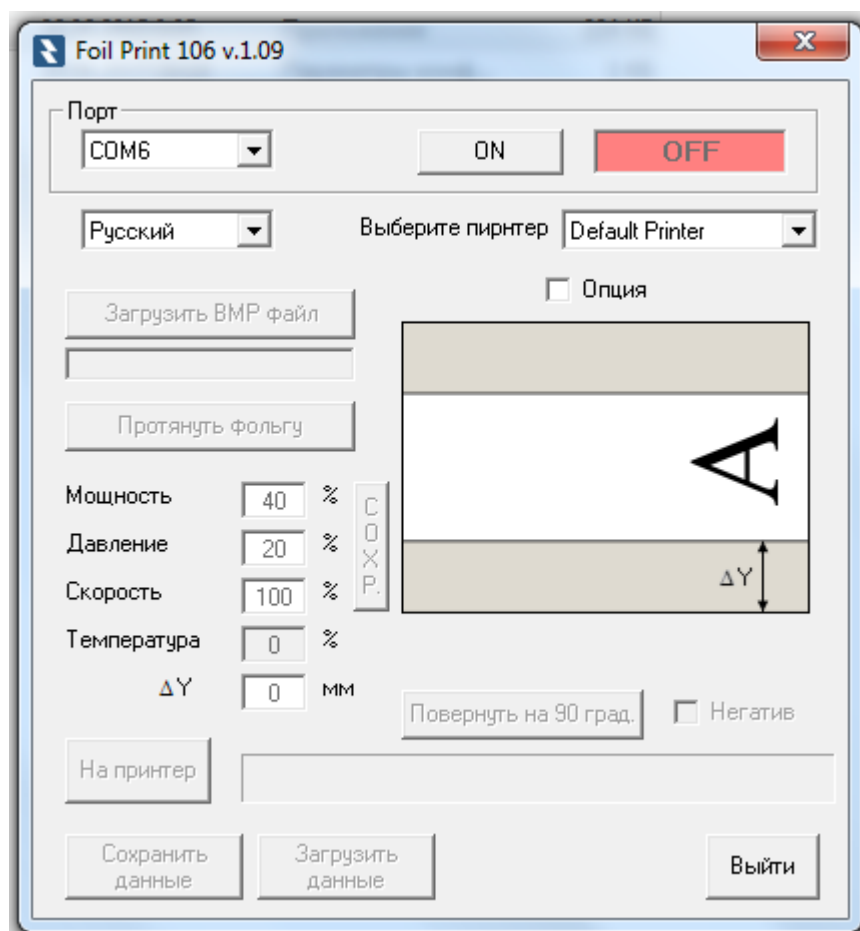 Foil Print 106 v.1.09
Порт
COM6
ON
OFF
Русский
Выберите пирнтер
Default Printer
Опция
Загрузить BMP файл
Протянуть фольгу
A
Мощность 40 %
Давление 20 %
Скорость 100 %
СОХР.
Температура 0 %
ΔY 0 мм
ΔY
Повернуть на 90 град.
Негатив
На принтер
Сохранить
данные
Загрузить
данные
Выйти